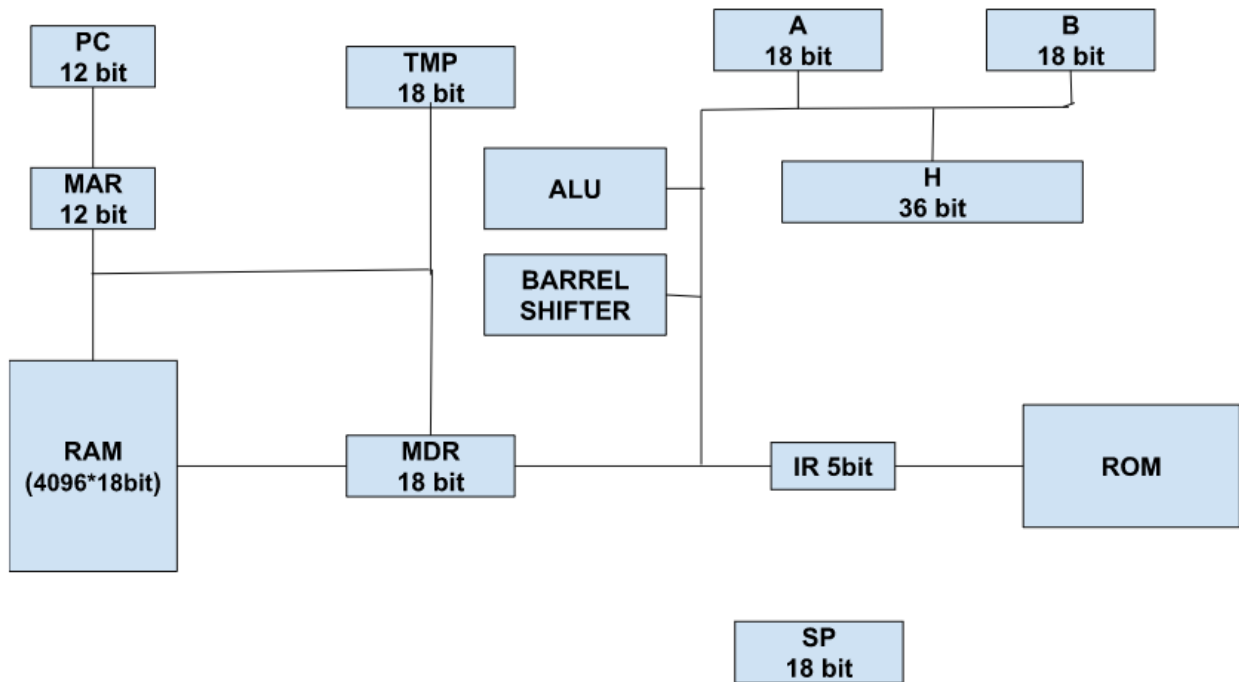 PC
12 bit
TMP
18 bit
A
18 bit
B
18 bit
MAR
12 bit
ALU
H
36 bit
BARREL
SHIFTER
RAM
(4096*18bit)
MDR
18 bit
IR 5bit
ROM
SP
18 bit